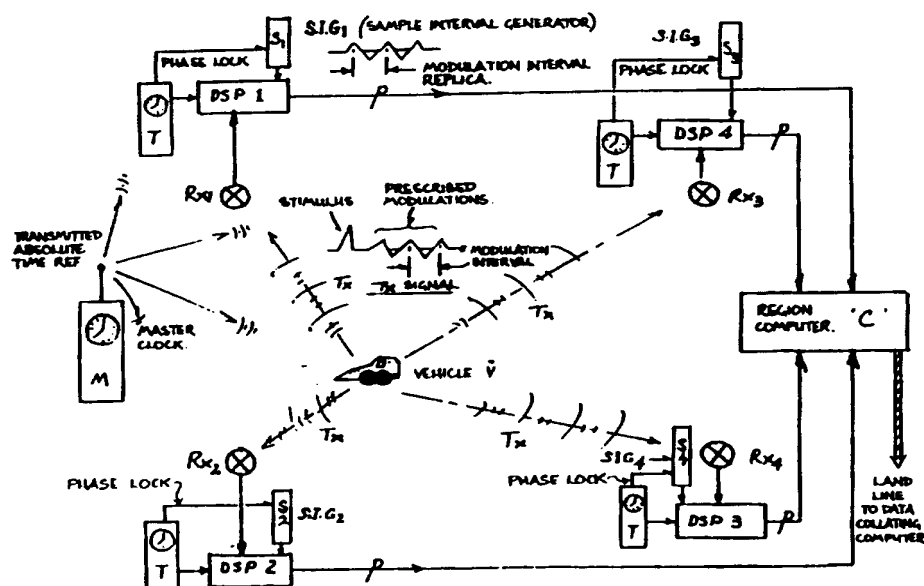 S1
S.I.G1 (SAMPLE INTERVAL GENERATOR)
PHASE LOCK
MODULATION INTERVAL
REPLICA.
DSP 1
T
P
S.I.G3
S3
PHASE LOCK
DSP 4
T
P
Rx1
Rx3
STIMULUS
PRESCRIBED
MODULATIONS.
MODULATION
INTERVAL
Tx SIGNAL
Tx
Tx
TRANSMITTED
ABSOLUTE
TIME REF
MASTER
CLOCK.
M
REGION
COMPUTER. 'C'
VEHICLE V
Tx
Tx
Rx2
PHASE LOCK
S2
S.I.G2
T
DSP 2
P
SIG4
S4
Rx4
PHASE LOCK
T
DSP 3
P
LAND
LINE
TO DATA
COLLATING
COMPUTER